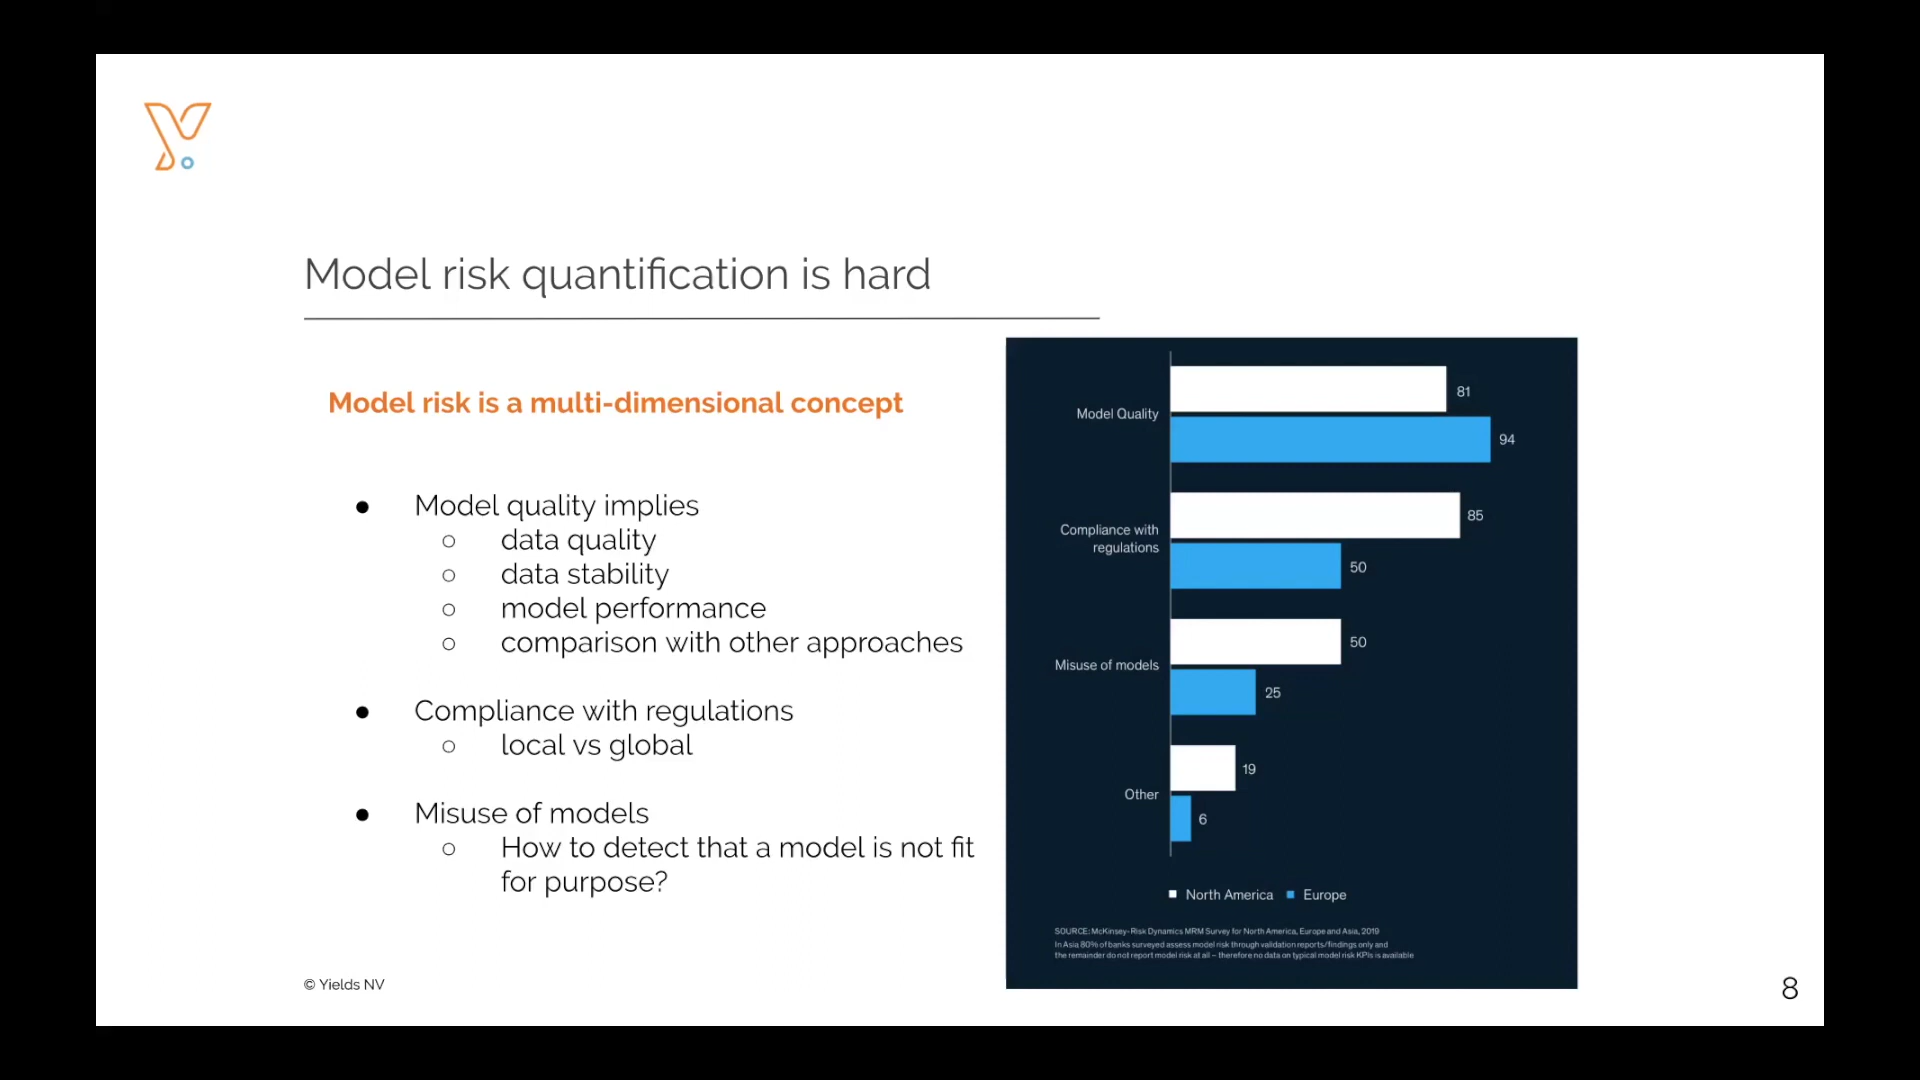 Model risk quantification is hard
Model risk is a multi-dimensional concept
● Model quality implies
○ data quality
○ data stability
○ model performance
○ comparison with other approaches
● Compliance with regulations
○ local vs global
● Misuse of models
○ How to detect that a model is not fit
for purpose?
Model Quality
81
94
Compliance with
regulations
85
50
Misuse of models
50
25
Other
19
6
North America Europe
SOURCE: McKinsey-Risk Dynamics MRM Survey for North America, Europe and Asia, 2019
In Asia 80% of banks surveyed assess model risk through validation reports/findings only and
the remainder do not report model risk at all – therefore no data on typical model risk KPIs is available
© Yields NV
8